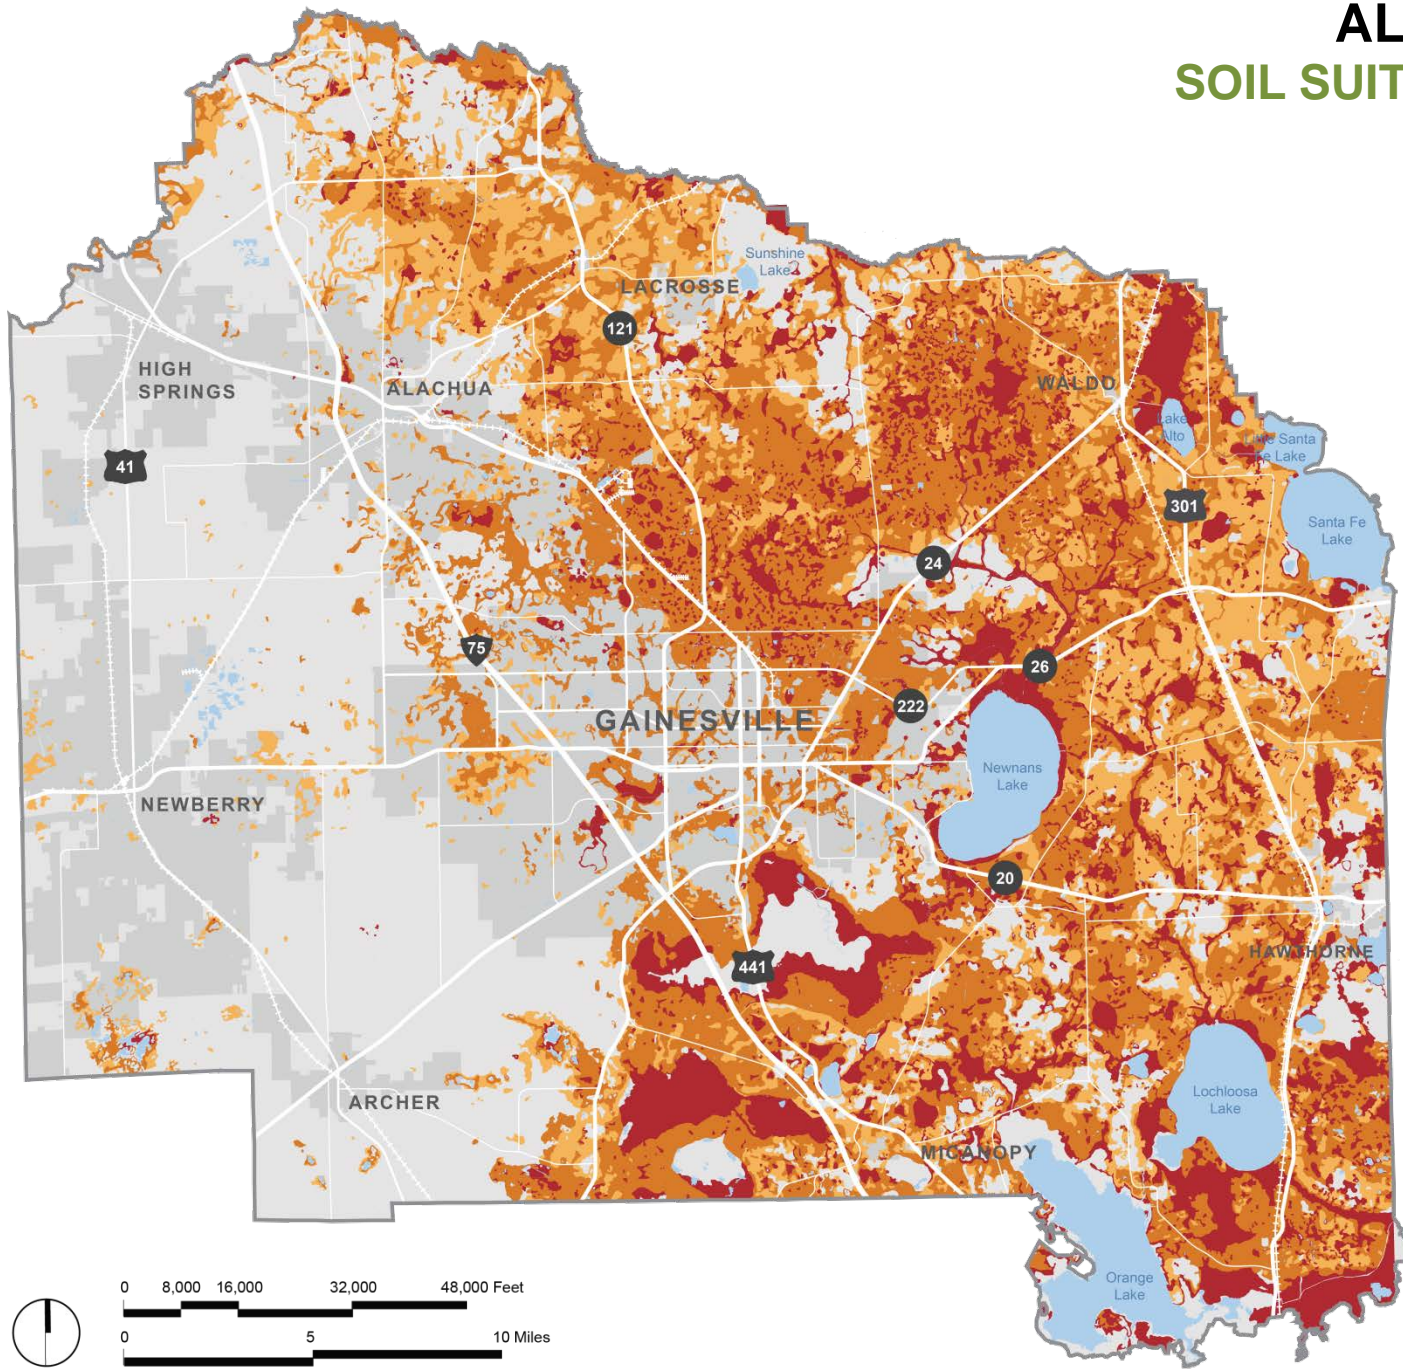 AL
SOIL SUIT
Sunshine
Lake
LACROSSE
121
HIGH
SPRINGS
ALACHUA
WALDO
Lake
Alto
Little Santa
Fe Lake
41
301
Santa Fe
Lake
24
75
26
222
GAINESVILLE
Newnans
Lake
NEWBERRY
20
HAWTHORNE
441
Lochloosa
Lake
ARCHER
MICANOPY
Orange
Lake
0 8,000 16,000 32,000 48,000 Feet
0 5 10 Miles